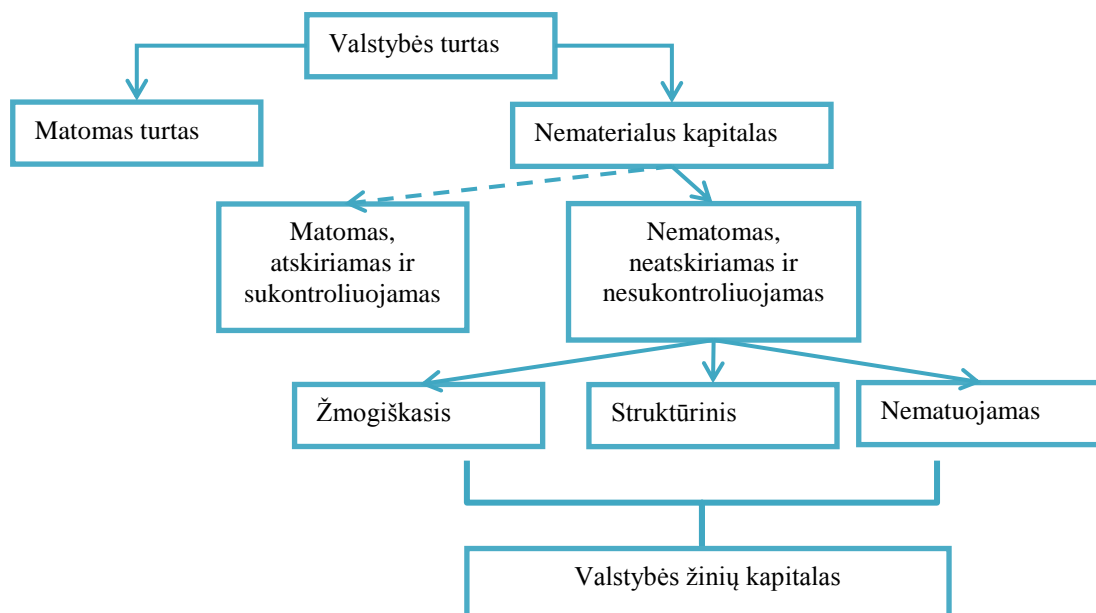 Valstybės turtas
Matomas turtas
Nematerialus kapitalas
Matomas,
atskiriamas ir
sukontroliuojamas
Nematomas,
neatskiriamas ir
nesukontroliuojamas
Žmogiškasis
Struktūrinis
Nematuojamas
Valstybės žinių kapitalas